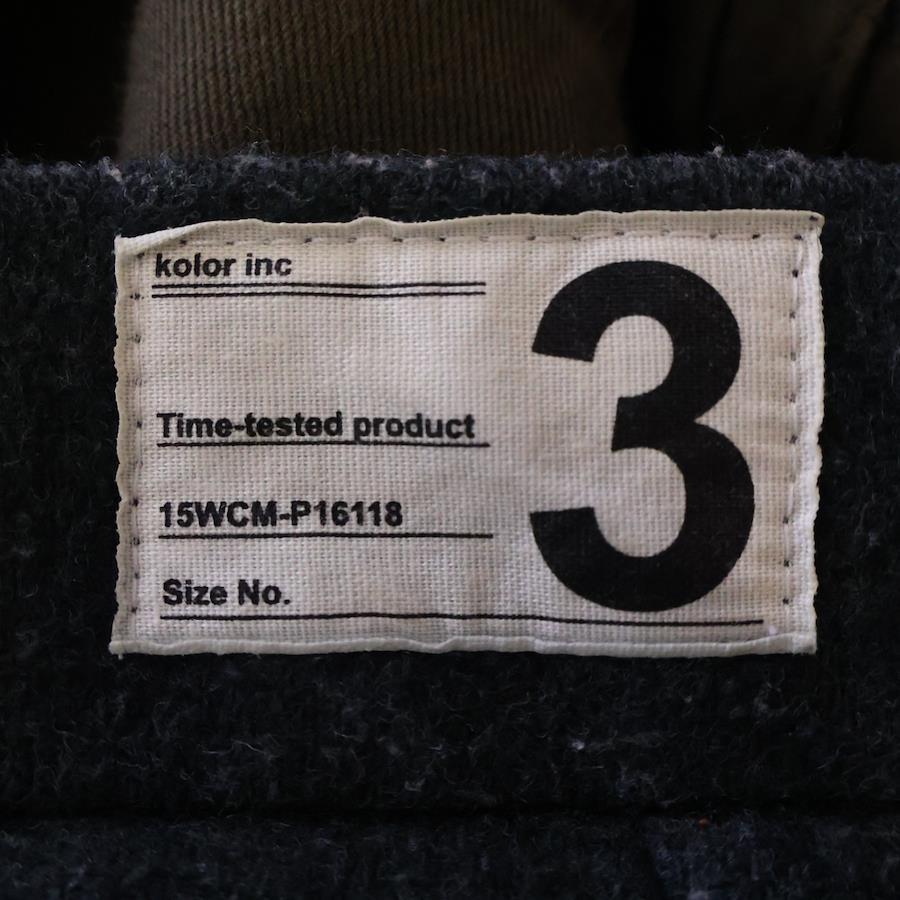 kolor inc
Time-tested product
15WCM-P16118
Size No.
3